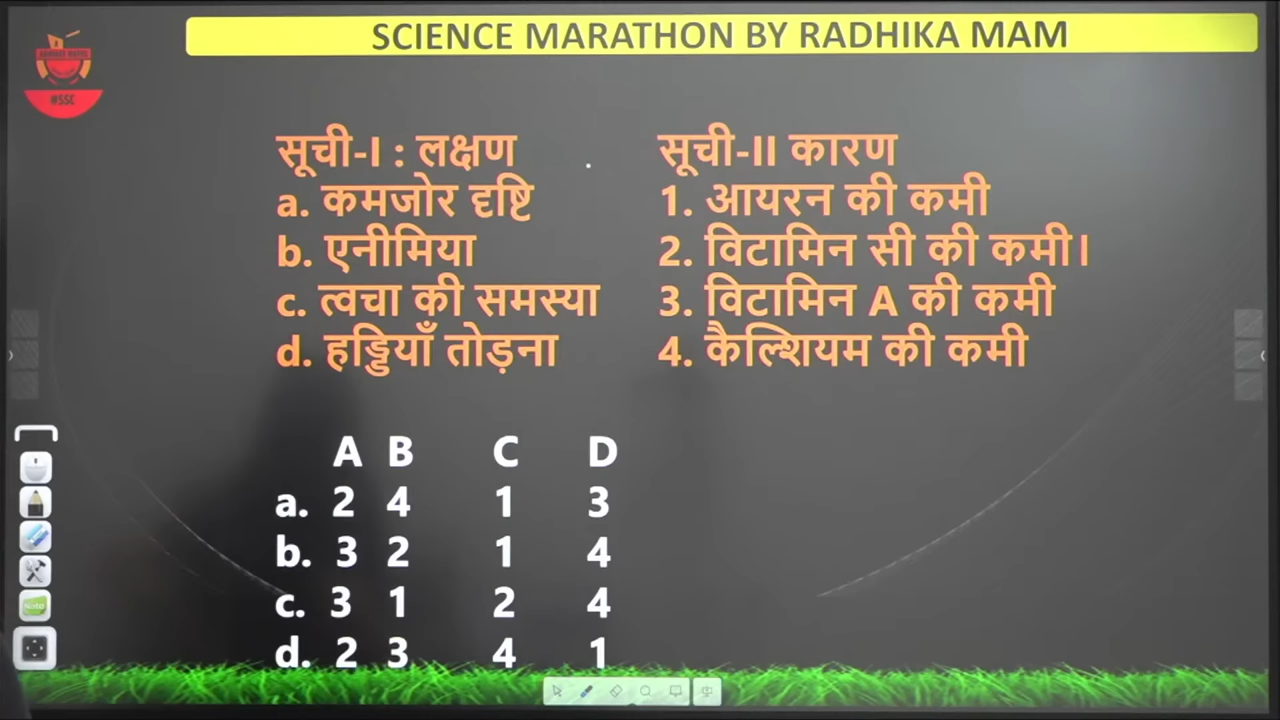 SCIENCE MARATHON BY RADHIKA MAM
#SSC
सूची-I : लक्षण सूची-II कारण
a. कमजोर दृष्टि 1. आयरन की कमी
b. एनीमिया 2. विटामिन सी की कमी।
c. त्वचा की समस्या 3. विटामिन A की कमी
d. हड्डियाँ तोड़ना 4. कैल्शियम की कमी
A B C D
a. 2 4 1 3
b. 3 2 1 4
c. 3 1 2 4
d. 2 3 4 1
Note